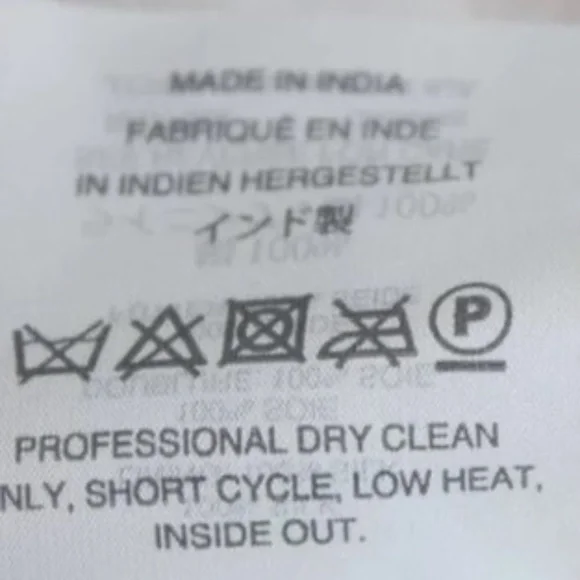 MADE IN INDIA
FABRIQUÉ EN INDE
IN INDIEN HERGESTELLT
インド製
P
PROFESSIONAL DRY CLEAN
NLY, SHORT CYCLE, LOW HEAT,
INSIDE OUT.